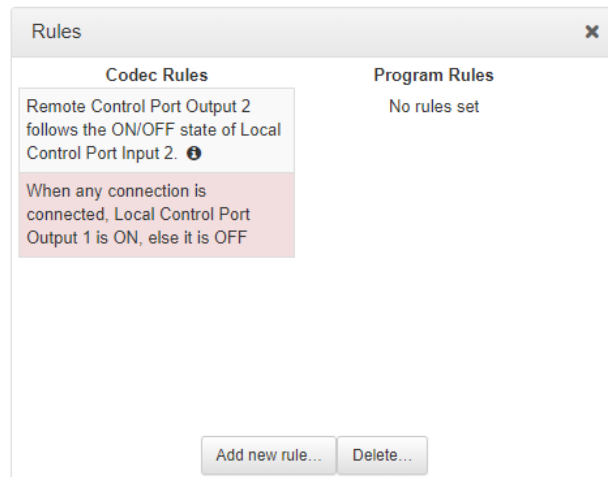 Rules
Codec Rules
Program Rules
Remote Control Port Output 2
follows the ON/OFF state of Local
Control Port Input 2.
No rules set
When any connection is
connected, Local Control Port
Output 1 is ON, else it is OFF
Add new rule...
Delete...